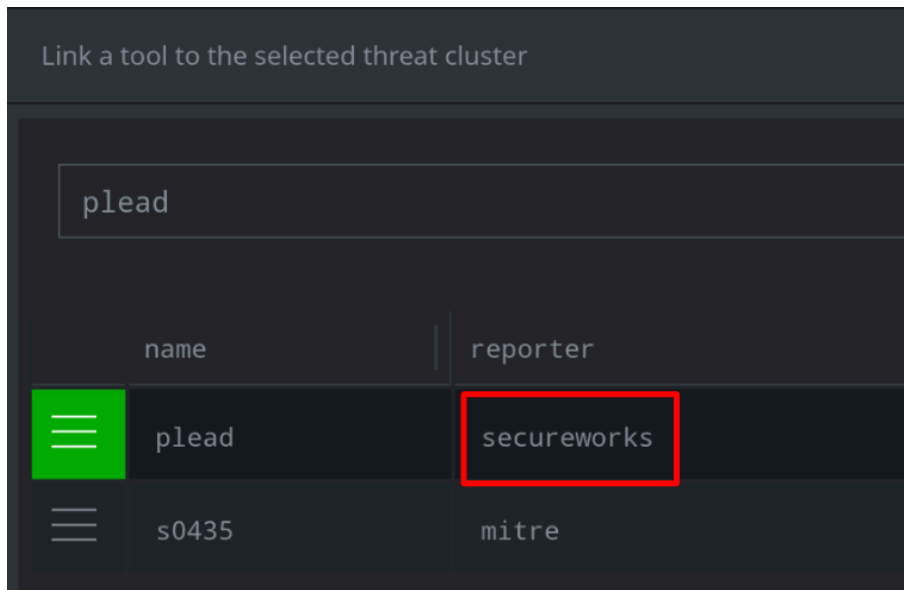 Link a tool to the selected threat cluster
plead
name reporter
plead secureworks
s0435 mitre